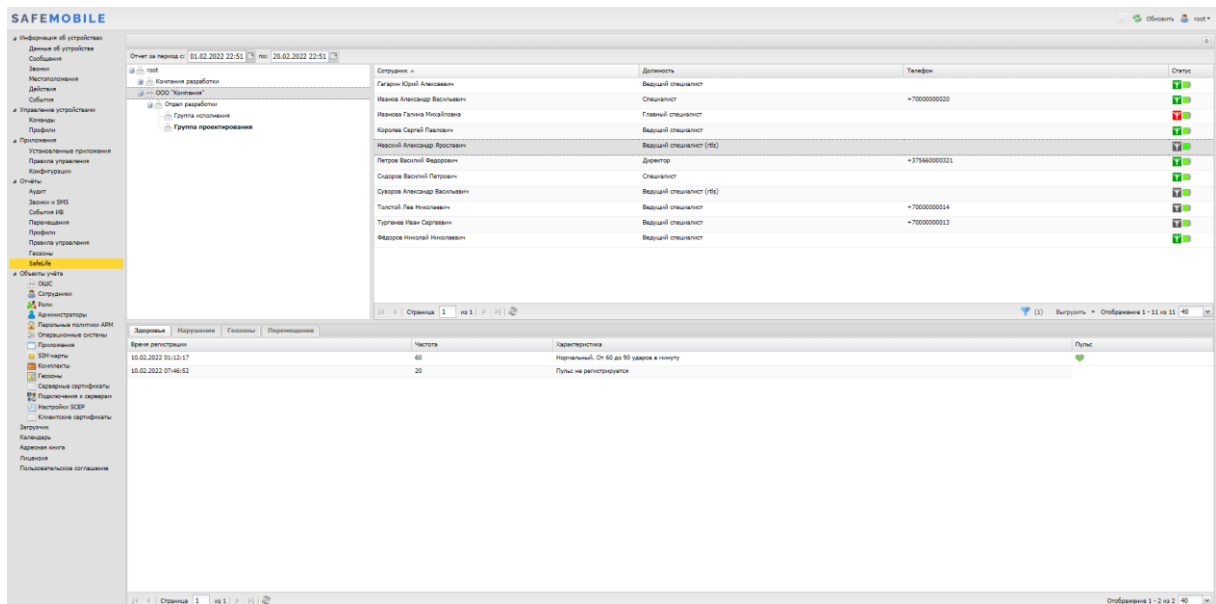 SAFEMOBILE
Обновить root
Информация об устройствах
Данные об устройстве
Сообщения
Звонки
Местоположения
Действия
События
Управление устройствами
Команды
Профили
Приложения
Установленные приложения
Правила управления
Конфигурации
Отчёты
Аудит
Звонки и SMS
События ИБ
Перемещения
Профили
Правила управления
Геозоны
SafeLife
Объекты учёта
ОШС
Сотрудники
Роли
Администраторы
Парольные политики АРМ
Операционные системы
Приложения
SIM-карты
Комплекты
Геозоны
Серверные сертификаты
Подключения к серверам
Настройки SCEP
Клиентские сертификаты
Загрузчик
Календарь
Адресная книга
Лицензия
Пользовательское соглашение
Отчет за период с: 01.02.2022 22:51 по: 20.02.2022 22:51
root
Компания разработки
ООО "Компания"
Отдел разработки
Группа исполнения
Группа проектирования
Сотрудник Должность Телефон Статус
Гагарин Юрий Алексеевич Ведущий специалист
Иванов Александр Васильевич Специалист +70000000020
Иванова Галина Михайловна Главный специалист
Королев Сергей Павлович Ведущий специалист
Невский Александр Ярославич Ведущий специалист (rtls)
Петров Василий Федорович Директор +375660000321
Сидоров Василий Петрович Специалист
Суворов Александр Васильевич Ведущий специалист (rtls)
Толстой Лев Николаевич Ведущий специалист +70000000014
Тургенев Иван Сергеевич Ведущий специалист +70000000013
Фёдоров Николай Николаевич Ведущий специалист
Страница 1 из 1 (1) Выгрузить Отображение 1 - 11 из 11 40
Здоровье Нарушения Геозоны Перемещения
Время регистрации Частота Характеристика Пульс
10.02.2022 01:12:17 60 Нормальный. От 60 до 90 ударов в минуту
10.02.2022 07:46:52 20 Пульс не регистрируется
Страница 1 из 1 Отображение 1 - 2 из 2 40